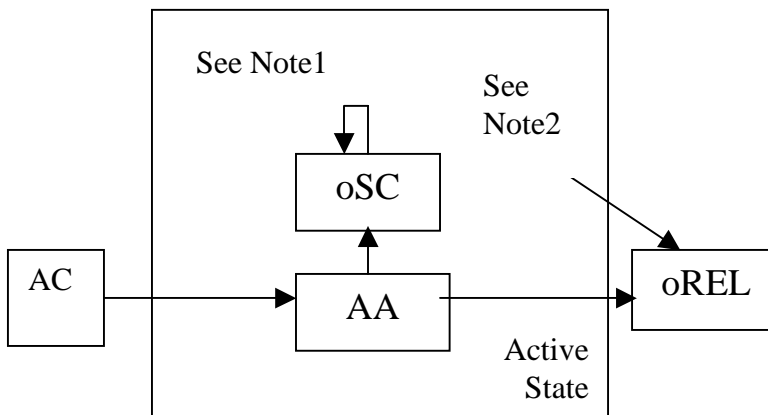 See Note1
See
Note2
oSC
AC
AA
oREL
Active
State